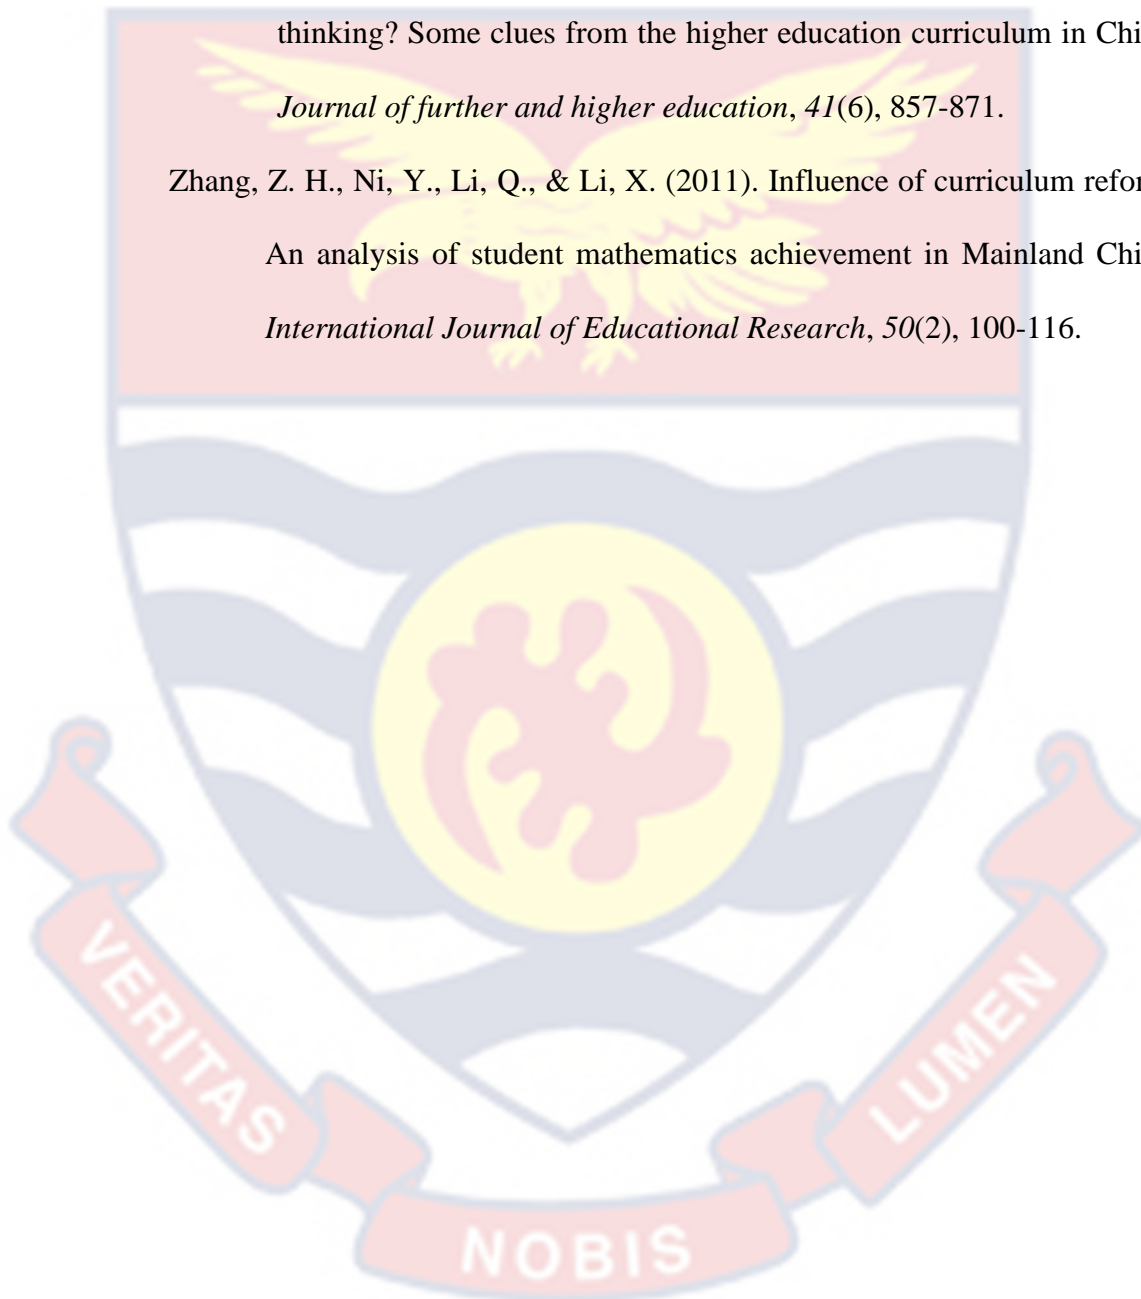 thinking? Some clues from the higher education curriculum in Chi
Journal of further and higher education, 41(6), 857-871.
Zhang, Z. H., Ni, Y., Li, Q., & Li, X. (2011). Influence of curriculum refor
An analysis of student mathematics achievement in Mainland Chi
International Journal of Educational Research, 50(2), 100-116.
VERITAS
NOBIS
LUMEN